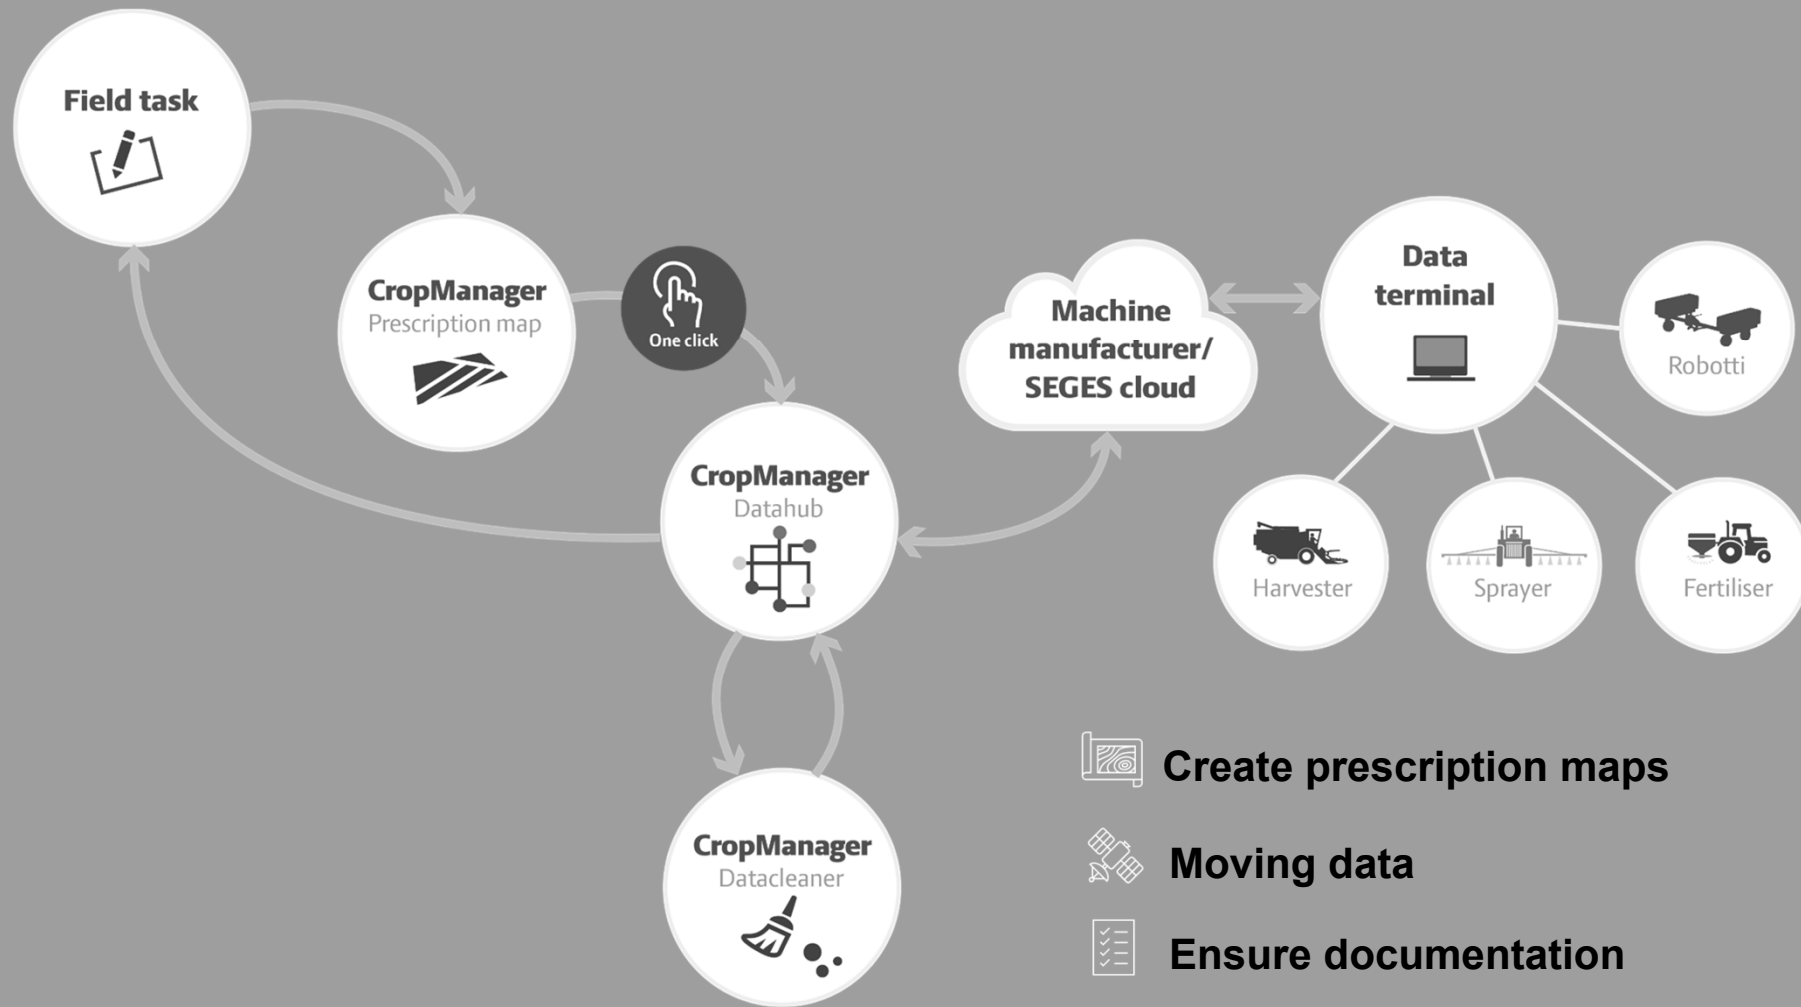 Field task
CropManager
Prescription map
One click
CropManager
Datahub
CropManager
Datacleaner
Machine
manufacturer/
SEGES cloud
Data
terminal
Robotti
Harvester
Sprayer
Fertiliser
Create prescription maps
Moving data
Ensure documentation